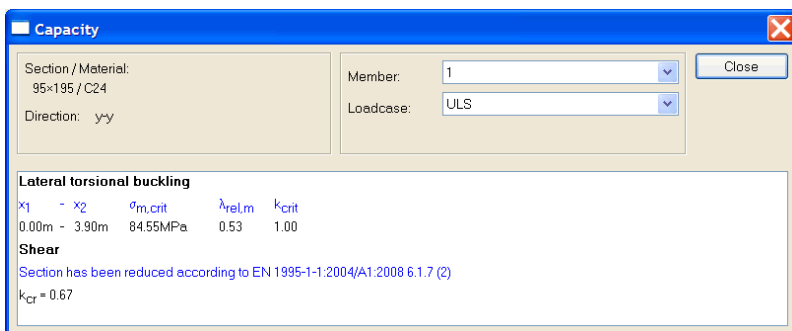 Capacity
Section / Material:
95×195 / C24
Direction: y-y
Member: 1
Loadcase: ULS
Close
Lateral torsional buckling
x1 - x2 σm,crit λrel,m kcrit
0.00m - 3.90m 84.55MPa 0.53 1.00
Shear
Section has been reduced according to EN 1995-1-1:2004/A1:2008 6.1.7 (2)
kcr = 0.67